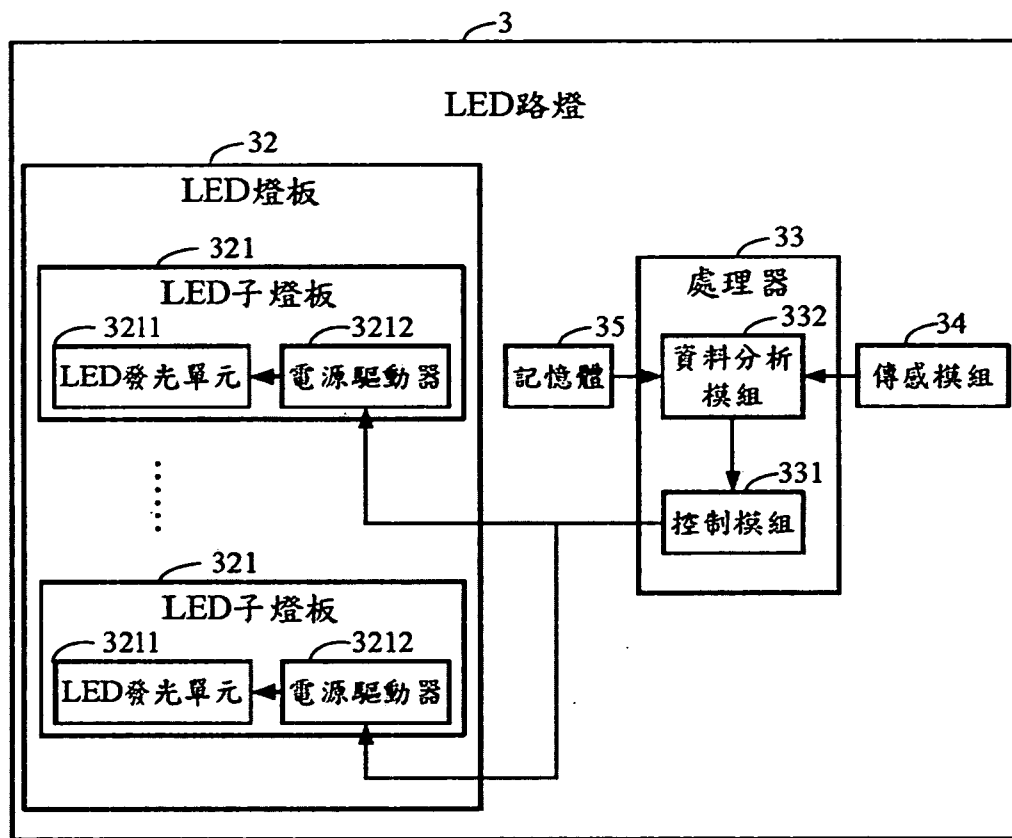 3
LED路燈
32
LED燈板
321
LED子燈板
3211
3212
LED發光單元
電源驅動器
33
處理器
35
332
34
記憶體
資料分析
模組
傳感模組
331
控制模組
321
LED子燈板
3211
3212
LED發光單元
電源驅動器